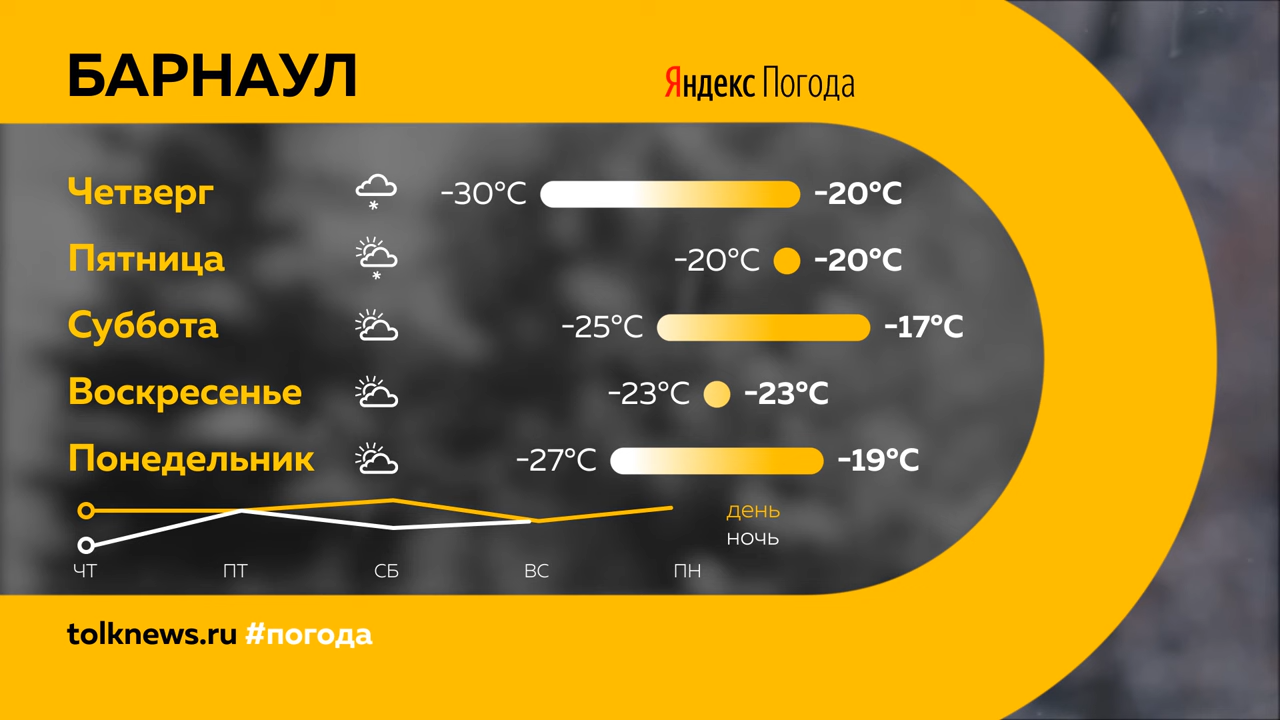 БАРНАУЛ
Яндекс Погода
Четверг -30°C -20°C
Пятница -20°C -20°C
Суббота -25°C -17°C
Воскресенье -23°C -23°C
Понедельник -27°C -19°C
день
ночь
ЧТ ПТ СБ ВС ПН
tolknews.ru #погода